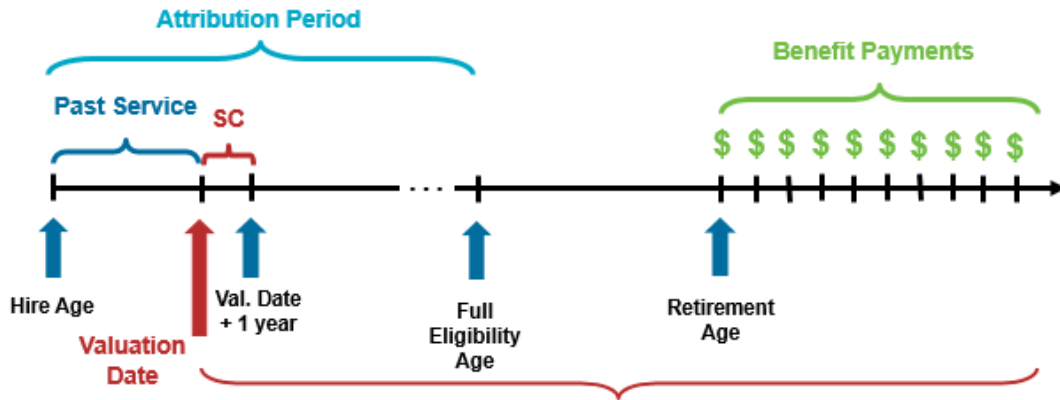 Attribution Period
Benefit Payments
Past Service
SC
$ $ $ $ $ $ $ $ $ $
...
Hire Age
Val. Date
+ 1 year
Full
Eligibility
Age
Retirement
Age
Valuation
Date